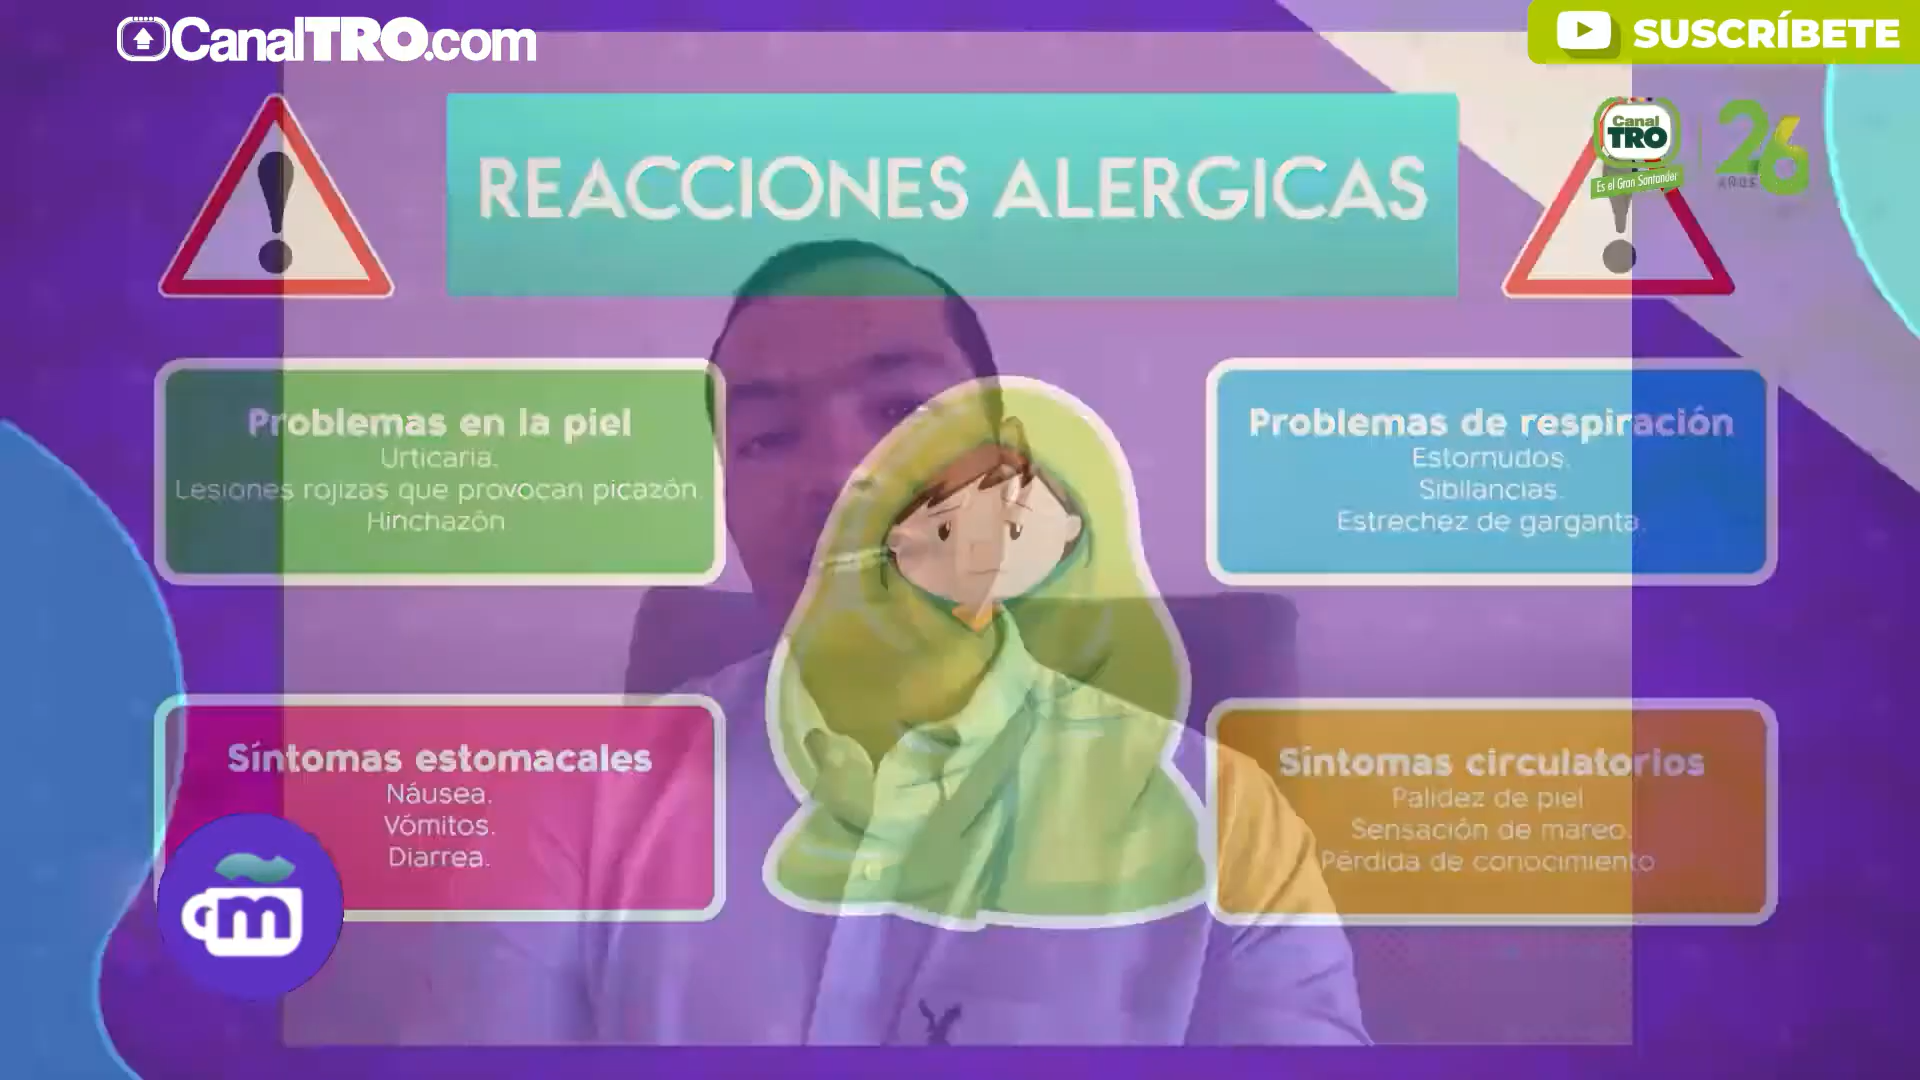 CanalTRO.com
SUSCRÍBETE
Canal
TRO
Es el Gran Santander
26
AÑOS
REACCIONES ALERGICAS
Problemas en la piel
Urticaria.
Lesiones rojizas que provocan picazón.
Hinchazón
Problemas de respiración
Estornudos.
Sibilancias.
Estrechez de garganta.
Síntomas estomacales
Náusea.
Vómitos.
Diarrea.
Síntomas circulatorios
Palidez de piel
Sensación de mareo.
Pérdida de conocimiento
m